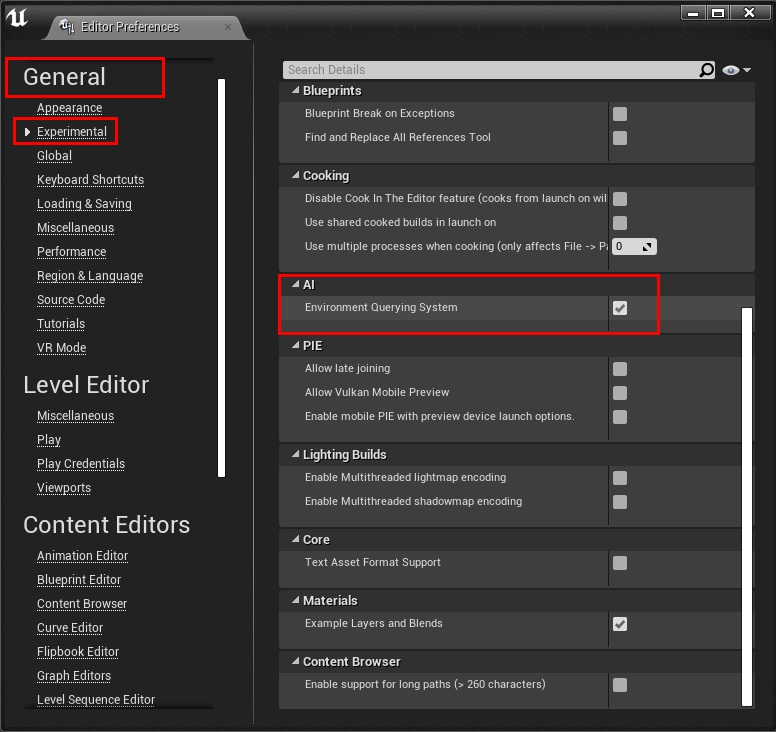 Editor Preferences
General
Appearance
Experimental
Global
Keyboard Shortcuts
Loading & Saving
Miscellaneous
Performance
Region & Language
Source Code
Tutorials
VR Mode
Level Editor
Miscellaneous
Play
Play Credentials
Viewports
Content Editors
Animation Editor
Blueprint Editor
Content Browser
Curve Editor
Flipbook Editor
Graph Editors
Level Sequence Editor
Search Details
Blueprints
Blueprint Break on Exceptions
Find and Replace All References Tool
Cooking
Disable Cook In The Editor feature (cooks from launch on wil
Use shared cooked builds in launch on
Use multiple processes when cooking (only affects File -> Pa 0
AI
Environment Querying System
PIE
Allow late joining
Allow Vulkan Mobile Preview
Enable mobile PIE with preview device launch options.
Lighting Builds
Enable Multithreaded lightmap encoding
Enable Multithreaded shadowmap encoding
Core
Text Asset Format Support
Materials
Example Layers and Blends
Content Browser
Enable support for long paths (> 260 characters)